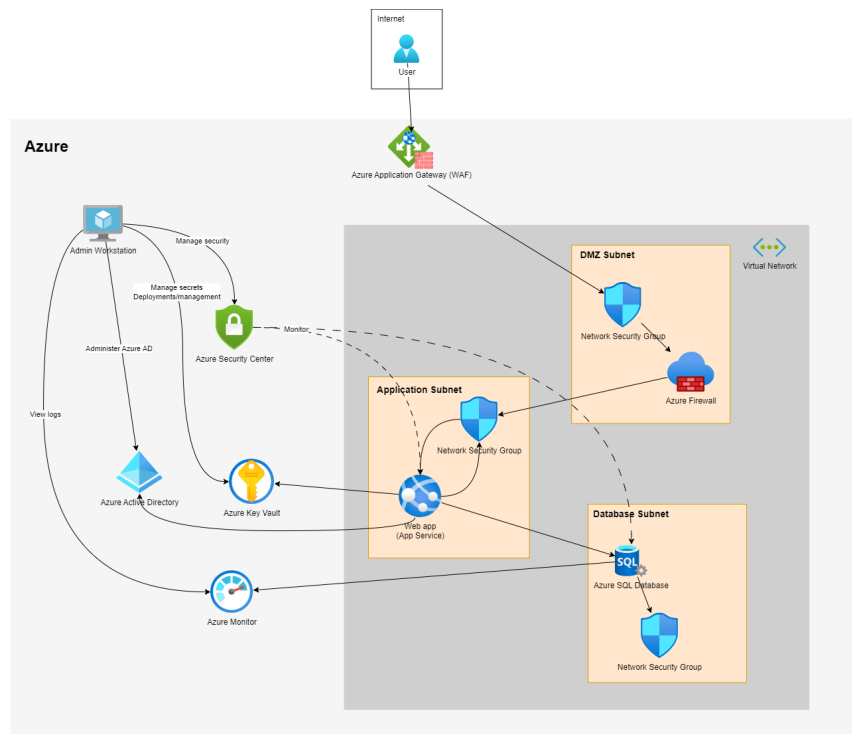 Internet
User
Azure
Azure Application Gateway (WAF)
Admin Workstation
Manage security
DMZ Subnet
Virtual Network
Manage secrets
Deployments/management
Network Security Group
Monitor
Administer Azure AD
Azure Security Center
Azure Firewall
Application Subnet
View logs
Network Security Group
Azure Active Directory
Azure Key Vault
Web app
(App Service)
Database Subnet
SQL
Azure SQL Database
Azure Monitor
Network Security Group